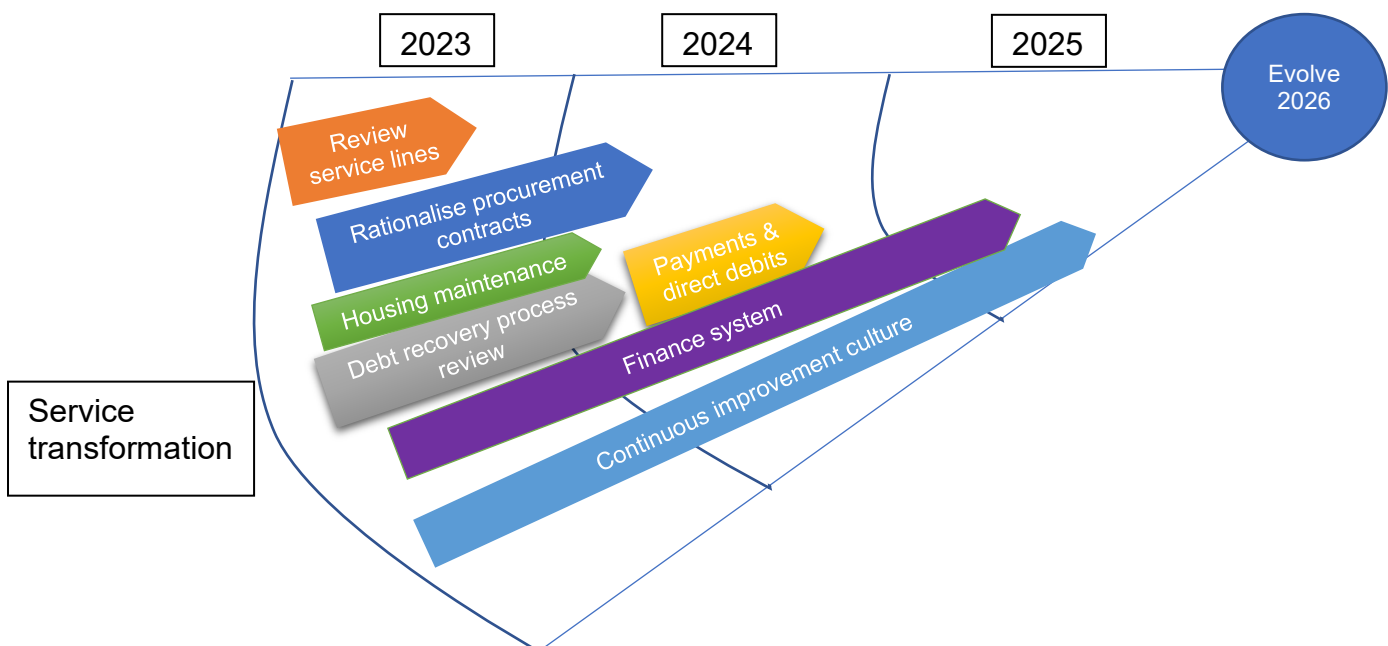 2023
2024
2025
Evolve
2026
Review
service lines
Rationalise procurement
contracts
Housing maintenance
Debt recovery process
review
Payments &
direct debits
Finance system
Continuous improvement culture
Service
transformation